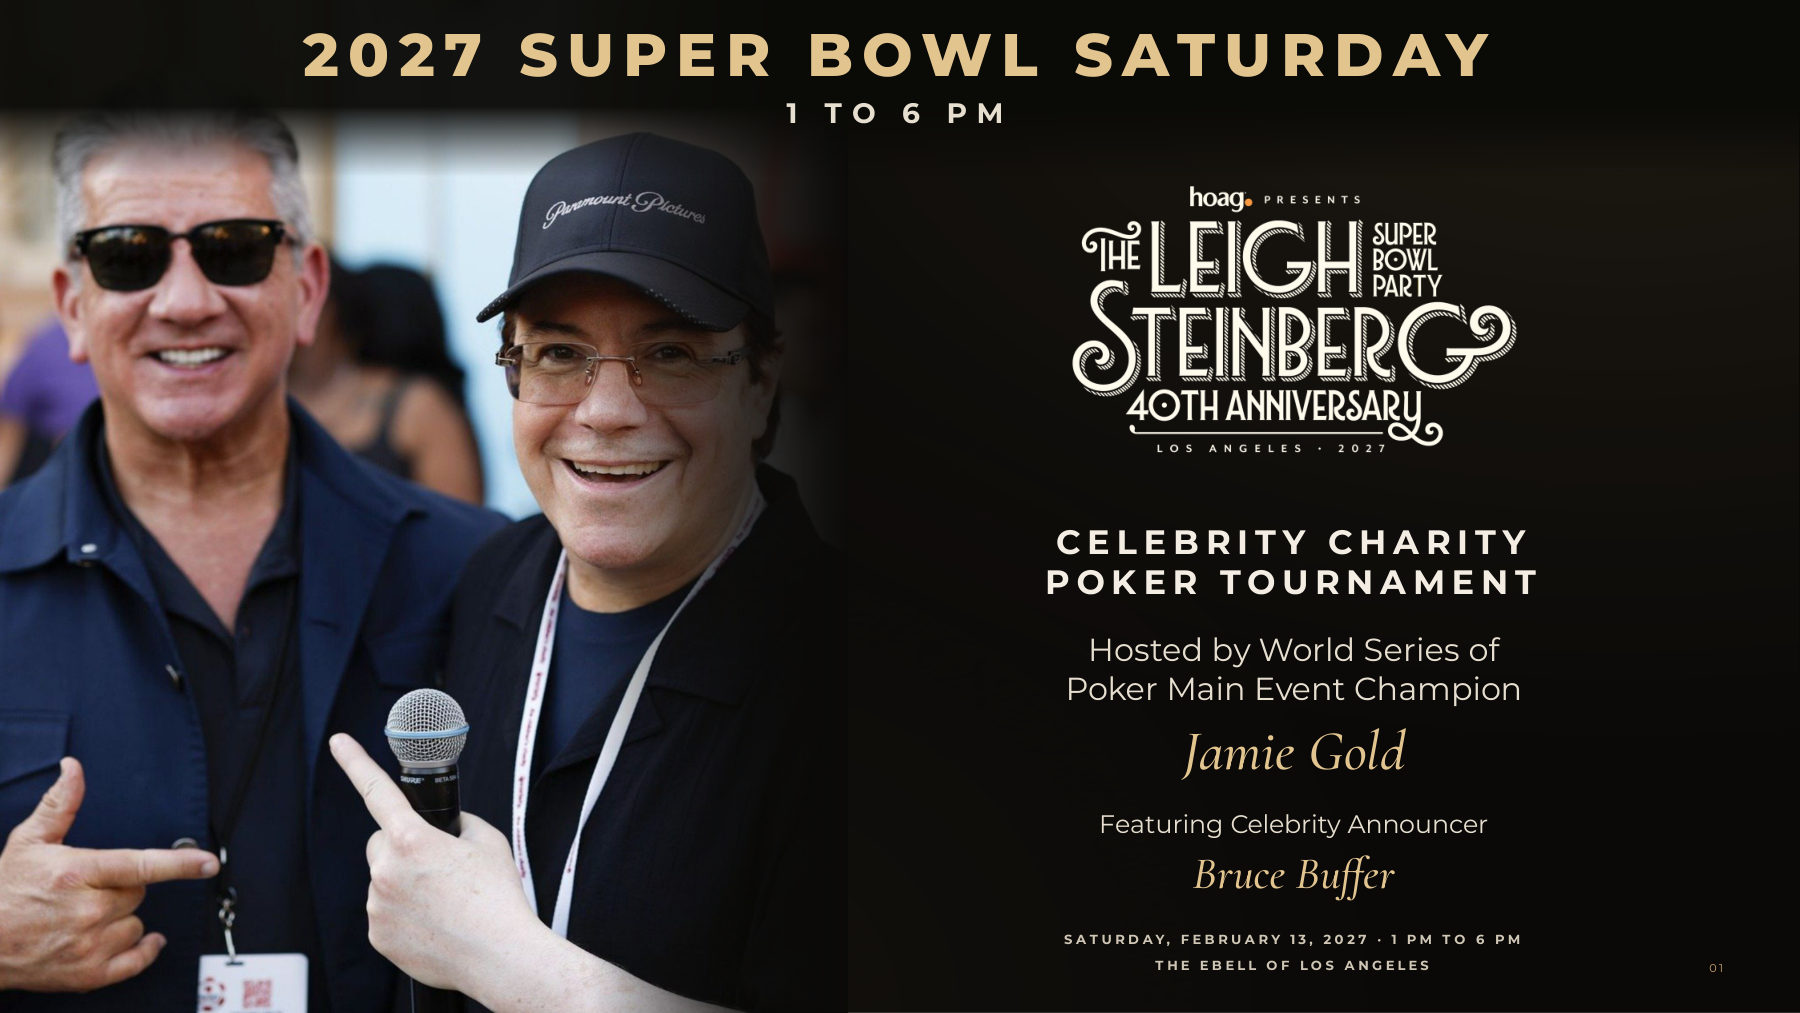 2027 SUPER BOWL SATURDAY
1 TO 6 PM
Paramount Pictures
hoag. PRESENTS
THE LEIGH SUPER BOWL PARTY
STEINBERG
40TH ANNIVERSARY
LOS ANGELES · 2027
CELEBRITY CHARITY
POKER TOURNAMENT
Hosted by World Series of
Poker Main Event Champion
Jamie Gold
Featuring Celebrity Announcer
Bruce Buffer
SATURDAY, FEBRUARY 13, 2027 · 1 PM TO 6 PM
THE EBELL OF LOS ANGELES
01
SHURE BETA